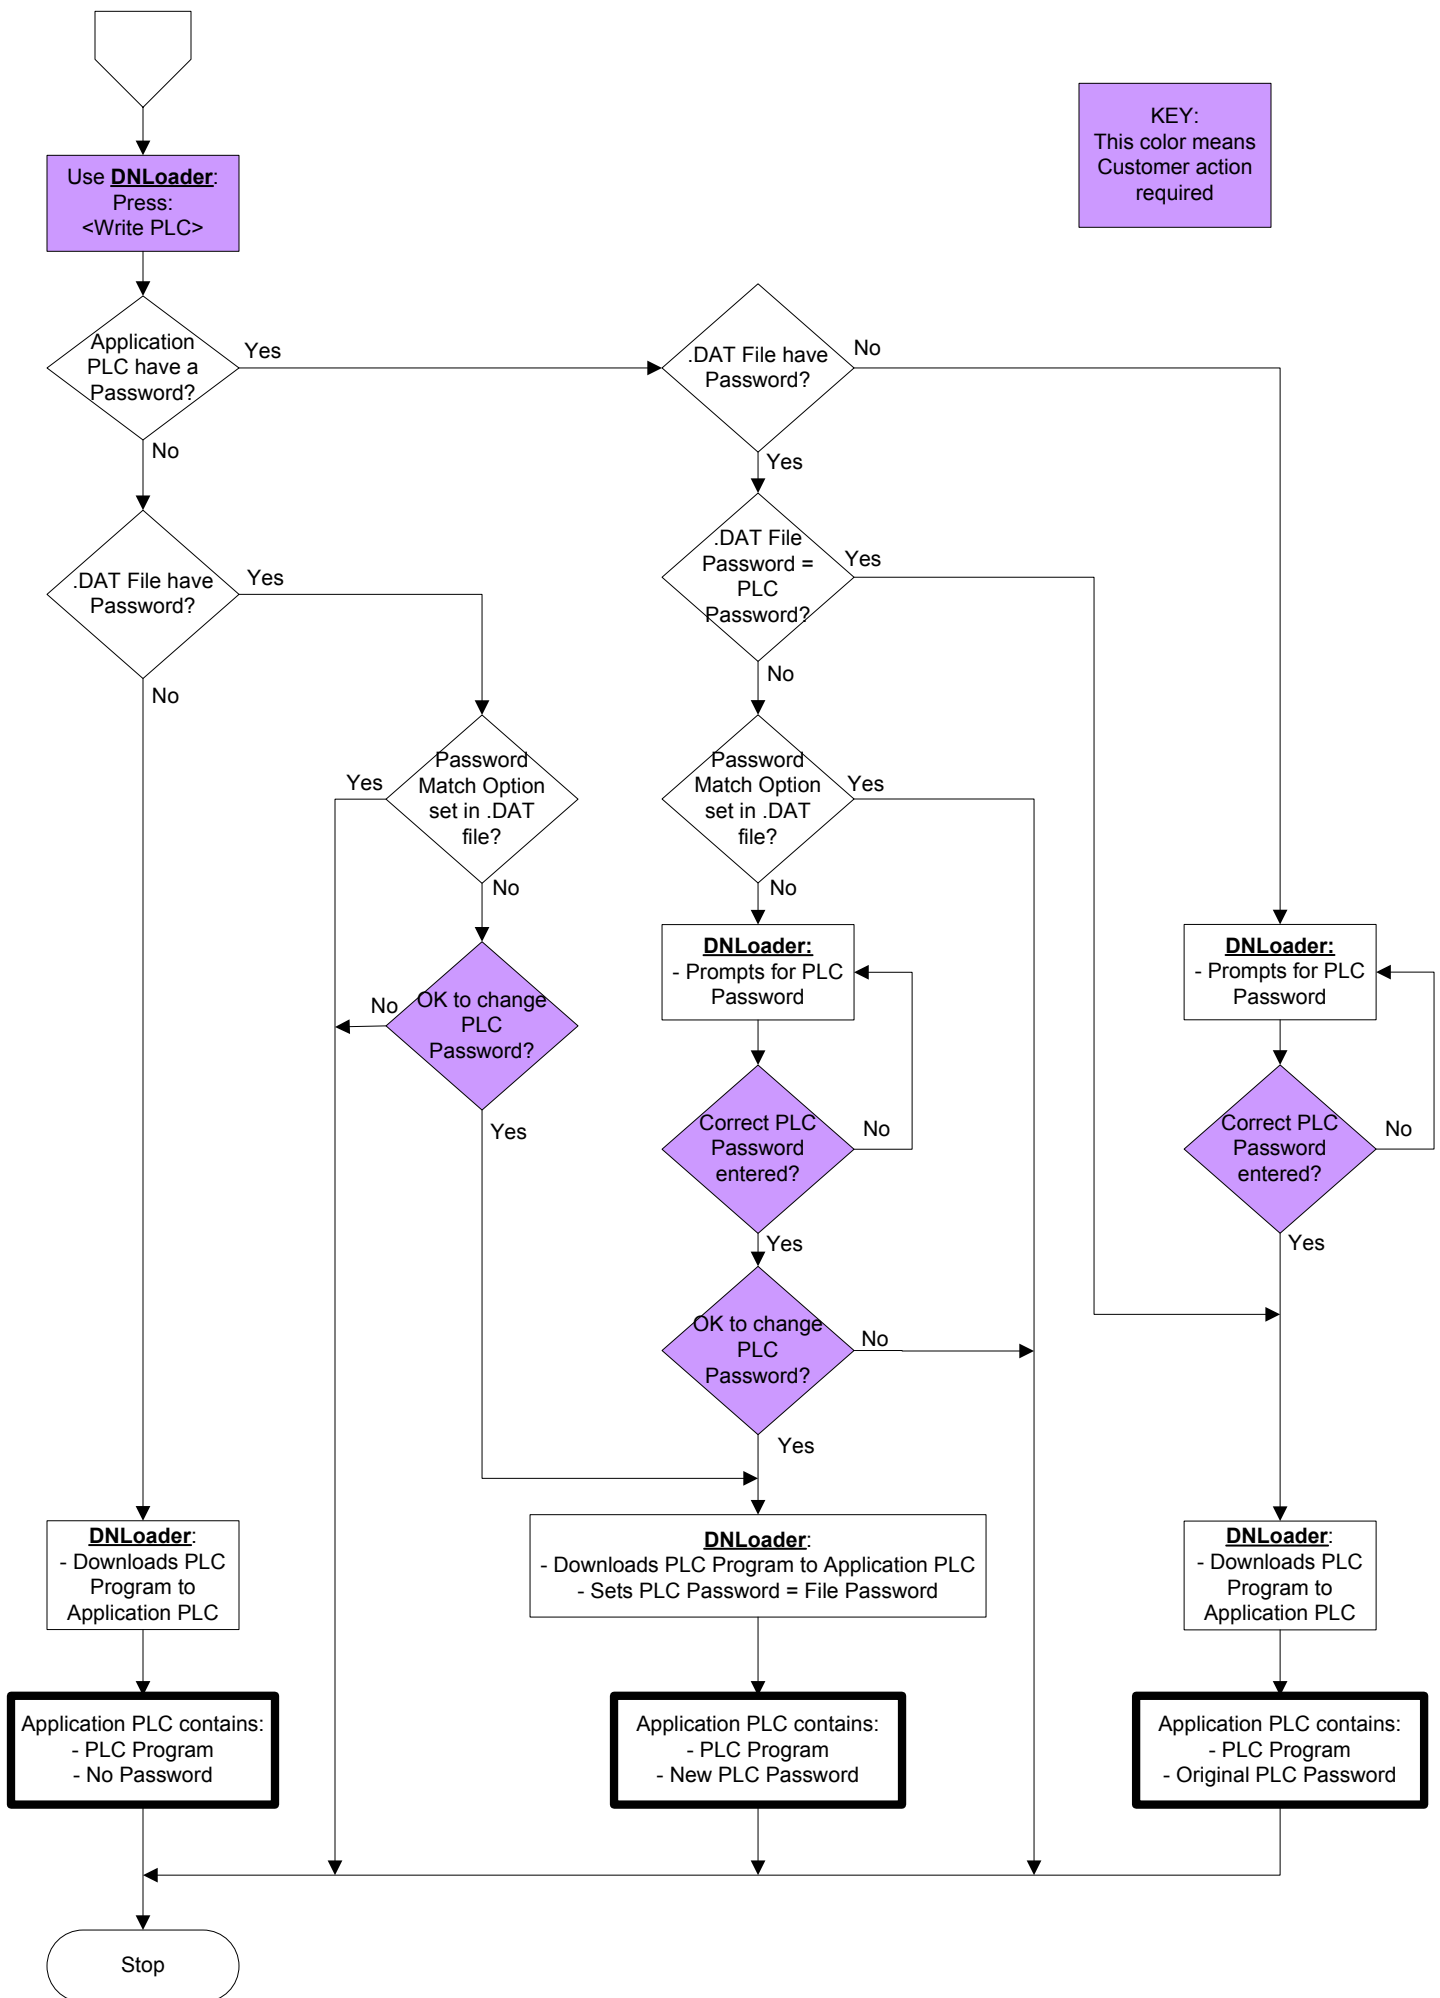 KEY:
This color means
Customer action
required
Use DNLoader:
Press:
<Write PLC>
Application
PLC have a
Password?
Yes
No
.DAT File have
Password?
No
Yes
.DAT File have
Password?
Yes
No
.DAT File
Password =
PLC
Password?
Yes
No
Password
Match Option
set in .DAT
file?
Yes
No
Password
Match Option
set in .DAT
file?
Yes
No
OK to change
PLC
Password?
No
Yes
DNLoader:
- Prompts for PLC
Password
DNLoader:
- Prompts for PLC
Password
Correct PLC
Password
entered?
No
Yes
Correct PLC
Password
entered?
No
Yes
OK to change
PLC
Password?
No
Yes
DNLoader:
- Downloads PLC
Program to
Application PLC
DNLoader:
- Downloads PLC Program to Application PLC
- Sets PLC Password = File Password
DNLoader:
- Downloads PLC
Program to
Application PLC
Application PLC contains:
- PLC Program
- No Password
Application PLC contains:
- PLC Program
- New PLC Password
Application PLC contains:
- PLC Program
- Original PLC Password
Stop